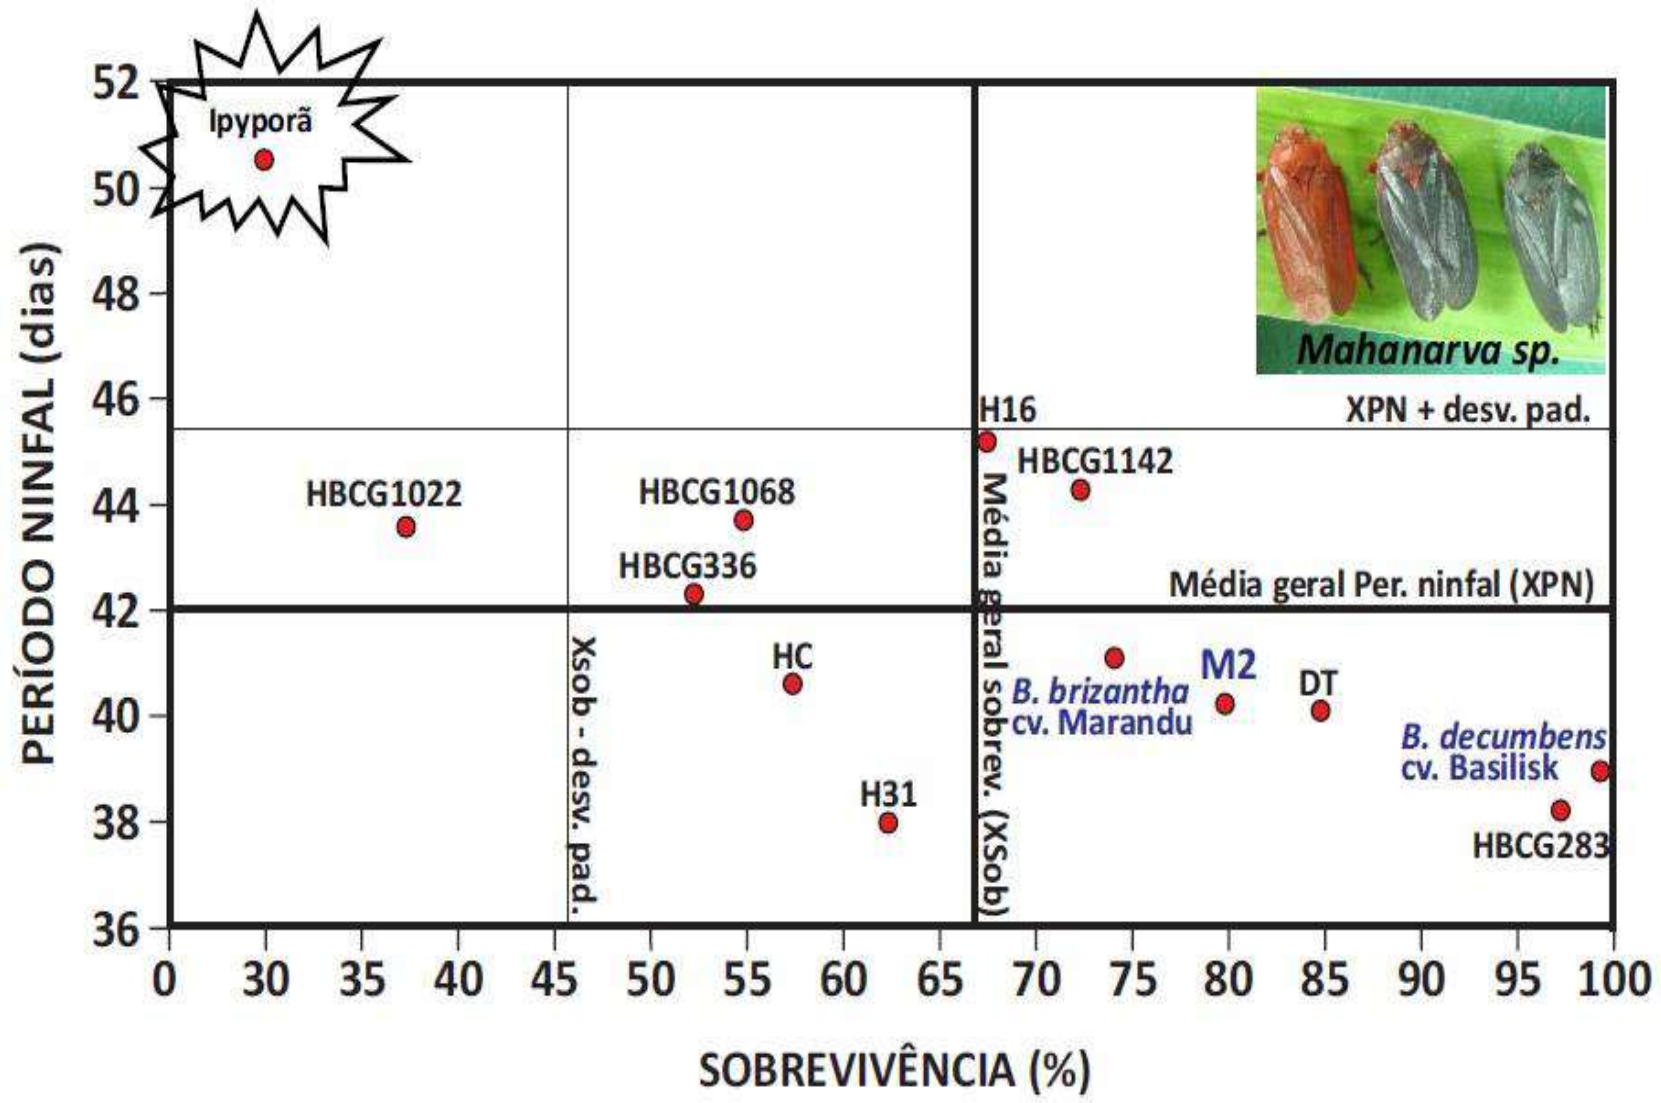 52
Ipyporã
50
48
Mahanarva sp.
46
H16
XPN + desv. pad.
HBCG1142
HBCG1022
HBCG1068
44
HBCG336
Média geral Per. ninfal (XPN)
42
Média geral sobrev. (XSob)
Xsob - desv. pad.
HC
M2
DT
B. brizantha
cv. Marandu
40
B. decumbens
cv. Basilisk
H31
38
HBCG283
36
PERÍODO NINFAL (dias)
0 30 35 40 45 50 55 60 65 70 75 80 85 90 95 100
SOBREVIVÊNCIA (%)